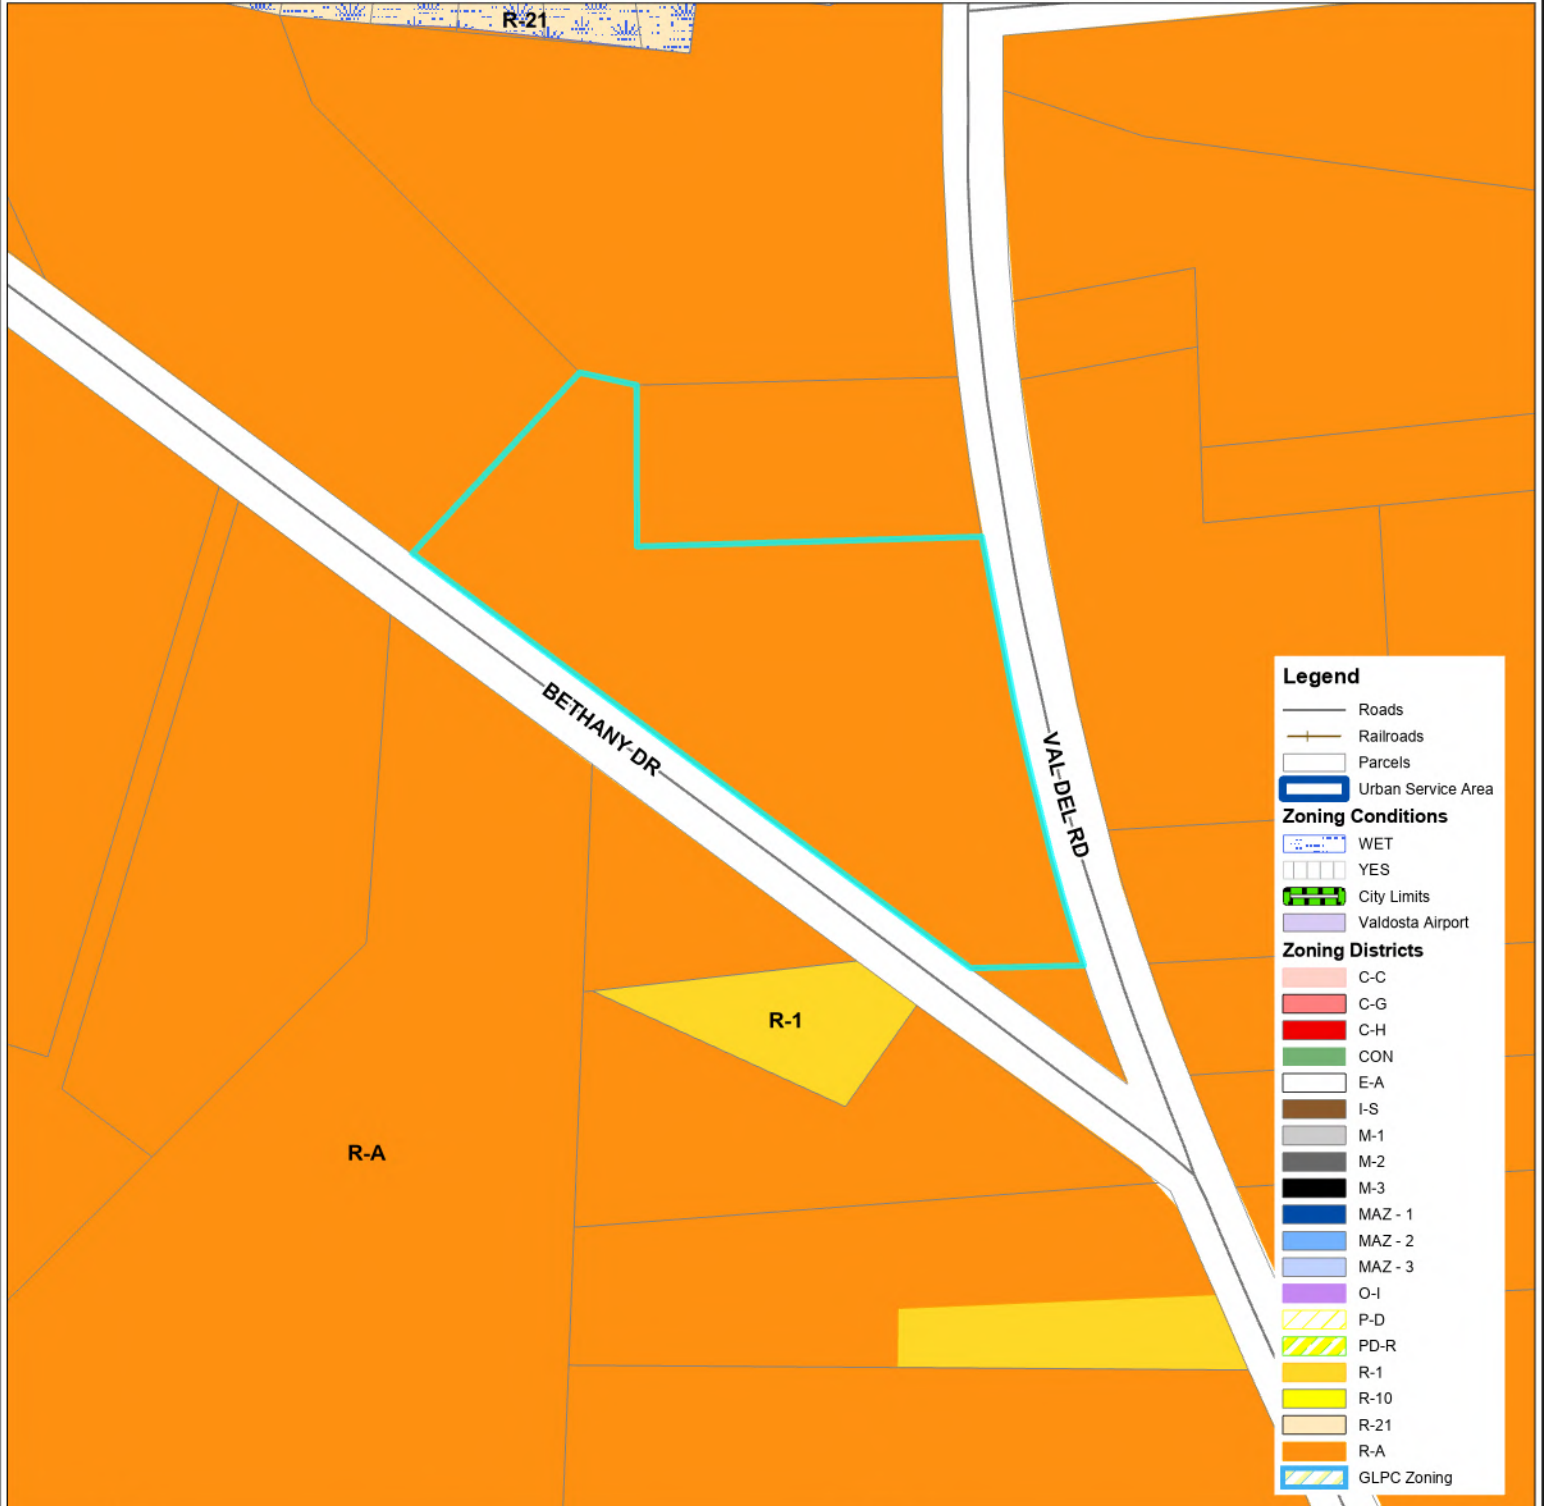 R-21
BETHANY DR
VAL DEL RD
R-1
R-A
Legend
Roads
Railroads
Parcels
Urban Service Area
Zoning Conditions
WET
YES
City Limits
Valdosta Airport
Zoning Districts
C-C
C-G
C-H
CON
E-A
I-S
M-1
M-2
M-3
MAZ - 1
MAZ - 2
MAZ - 3
O-I
P-D
PD-R
R-1
R-10
R-21
R-A
GLPC Zoning